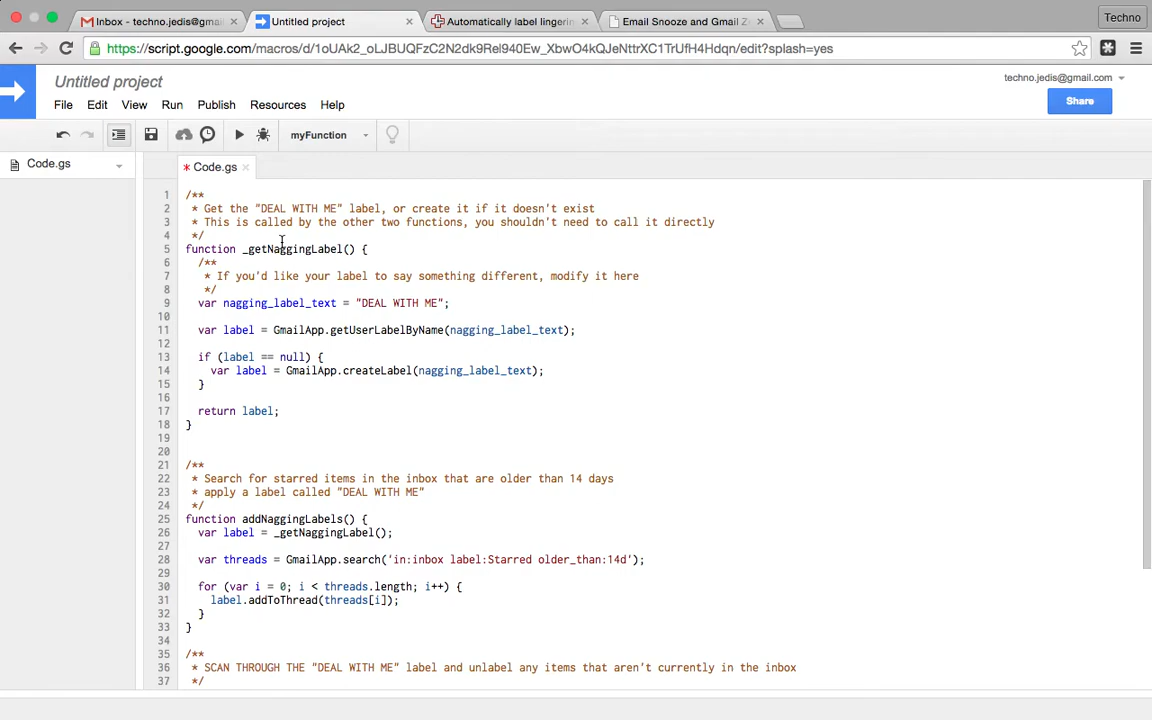 Inbox - techno.jedis@gmai
Untitled project
Automatically label lingerin
Email Snooze and Gmail Z
Techno
https://script.google.com/macros/d/1oUAk2_oLJBUQFzC2N2dk9Rel940Ew_XbwO4kQJeNttrXC1TrUfH4Hdqn/edit?splash=yes
Untitled project
techno.jedis@gmail.com
File Edit View Run Publish Resources Help
Share
myFunction
Code.gs
Code.gs
1 /**
2 * Get the "DEAL WITH ME" label, or create it if it doesn't exist
3 * This is called by the other two functions, you shouldn't need to call it directly
4 */
5 function _getNaggingLabel() {
6 /**
7 * If you'd like your label to say something different, modify it here
8 */
9 var nagging_label_text = "DEAL WITH ME";
10
11 var label = GmailApp.getUserLabelByName(nagging_label_text);
12
13 if (label == null) {
14 var label = GmailApp.createLabel(nagging_label_text);
15 }
16
17 return label;
18 }
19
20
21 /**
22 * Search for starred items in the inbox that are older than 14 days
23 * apply a label called "DEAL WITH ME"
24 */
25 function addNaggingLabels() {
26 var label = _getNaggingLabel();
27
28 var threads = GmailApp.search('in:inbox label:Starred older_than:14d');
29
30 for (var i = 0; i < threads.length; i++) {
31 label.addToThread(threads[i]);
32 }
33 }
34
35 /**
36 * SCAN THROUGH THE "DEAL WITH ME" label and unlabel any items that aren't currently in the inbox
37 */